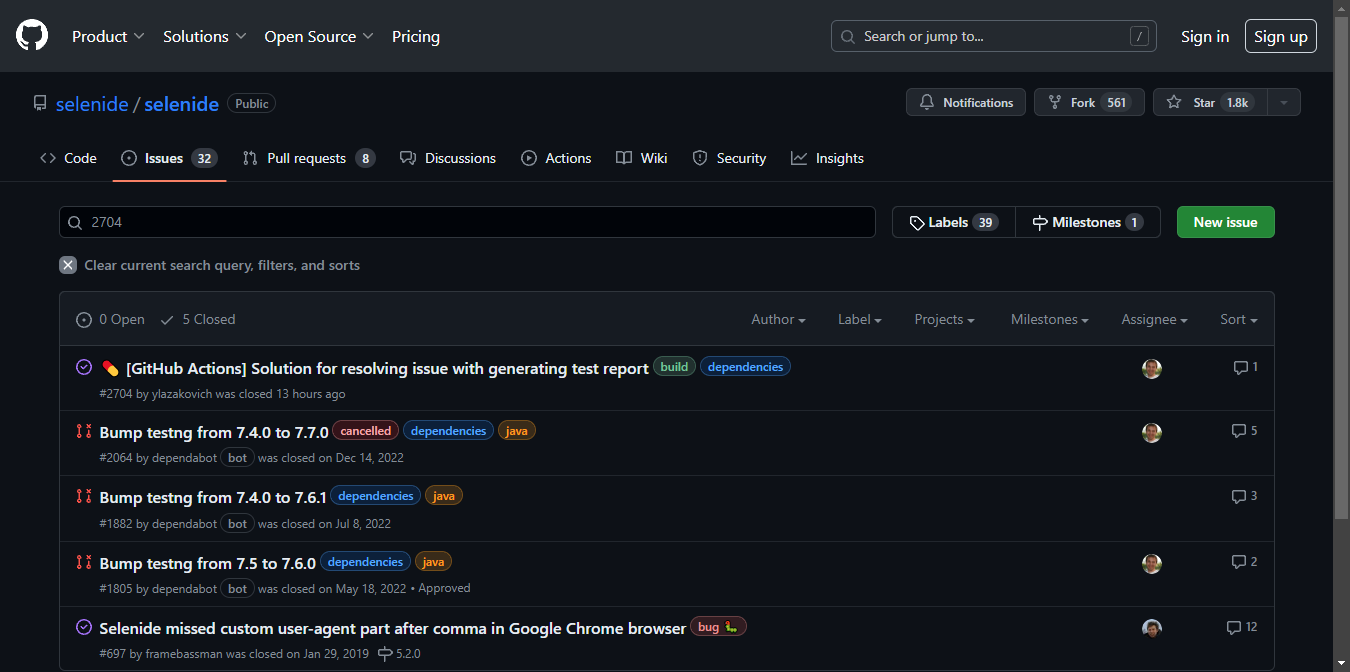 Product Solutions Open Source Pricing Search or jump to... / Sign in Sign up
selenide / selenide Public Notifications Fork 561 Star 1.8k
Code Issues 32 Pull requests 8 Discussions Actions Wiki Security Insights
2704 Labels 39 Milestones 1 New issue
Clear current search query, filters, and sorts
0 Open 5 Closed Author Label Projects Milestones Assignee Sort
[GitHub Actions] Solution for resolving issue with generating test report build dependencies 1
#2704 by ylazakovich was closed 13 hours ago
Bump testng from 7.4.0 to 7.7.0 cancelled dependencies java 5
#2064 by dependabot bot was closed on Dec 14, 2022
Bump testng from 7.4.0 to 7.6.1 dependencies java 3
#1882 by dependabot bot was closed on Jul 8, 2022
Bump testng from 7.5 to 7.6.0 dependencies java 2
#1805 by dependabot bot was closed on May 18, 2022 • Approved
Selenide missed custom user-agent part after comma in Google Chrome browser bug 12
#697 by framebassman was closed on Jan 29, 2019 5.2.0